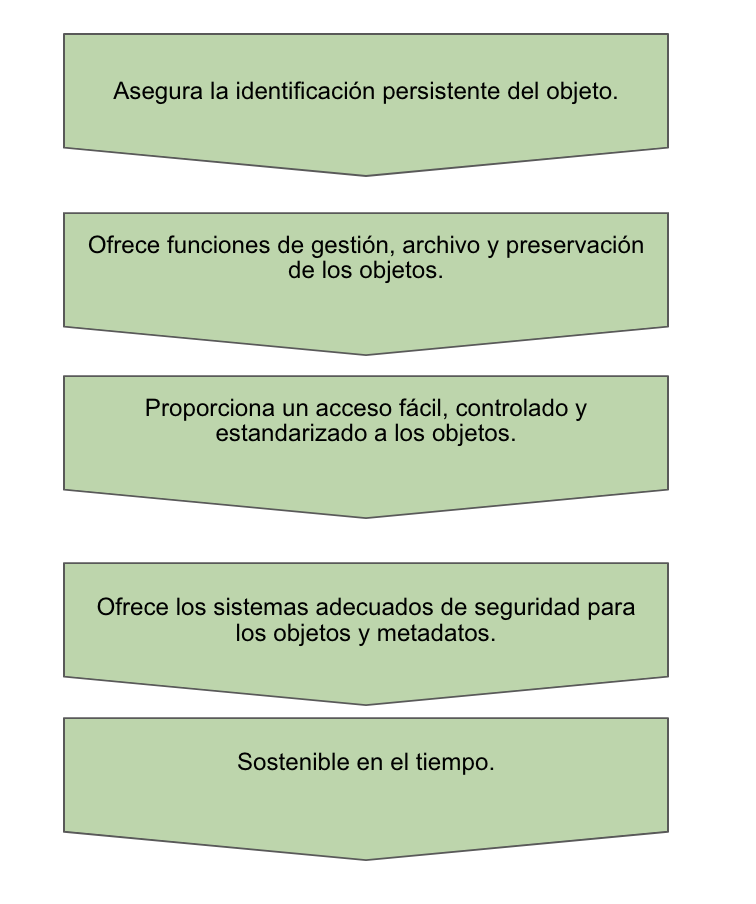 Asegura la identificación persistente del objeto.
Ofrece funciones de gestión, archivo y preservación
de los objetos.
Proporciona un acceso fácil, controlado y
estandarizado a los objetos.
Ofrece los sistemas adecuados de seguridad para
los objetos y metadatos.
Sostenible en el tiempo.